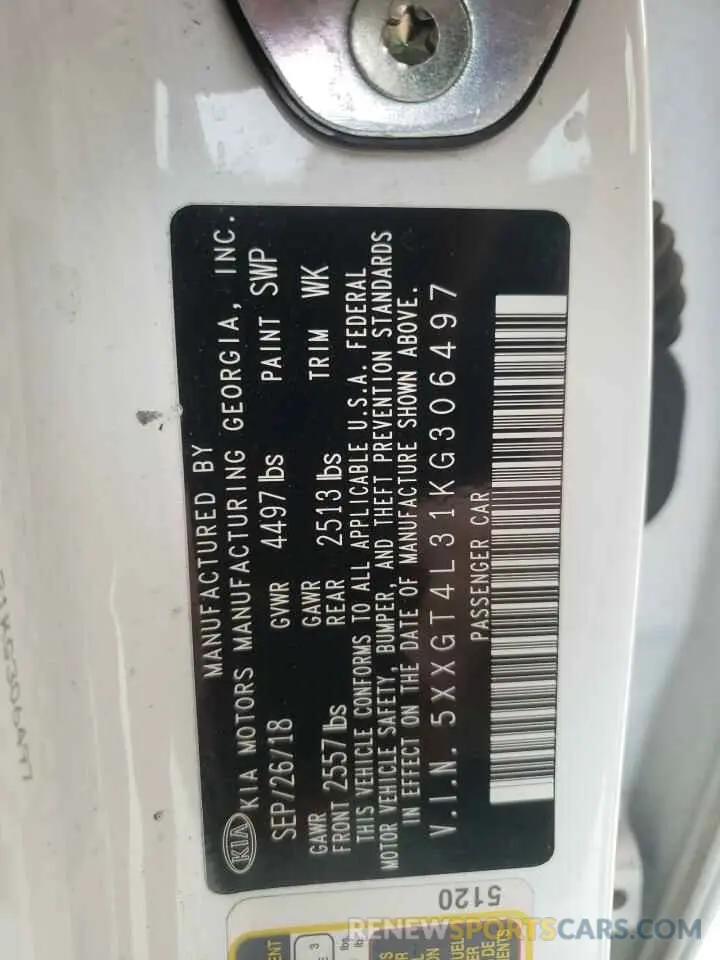 MANUFACTURED BY
KIA KIA MOTORS MANUFACTURING GEORGIA, INC.
SEP/26/18 GVWR 4497 lbs PAINT SWP
GAWR FRONT 2557 lbs GAWR REAR 2513 lbs TRIM WK
THIS VEHICLE CONFORMS TO ALL APPLICABLE U.S.A. FEDERAL
MOTOR VEHICLE SAFETY, BUMPER, AND THEFT PREVENTION STANDARDS
IN EFFECT ON THE DATE OF MANUFACTURE SHOWN ABOVE.
V.I.N. 5XXGT4L31KG306497
PASSENGER CAR
5120
RENEWSPORTSCARS.COM